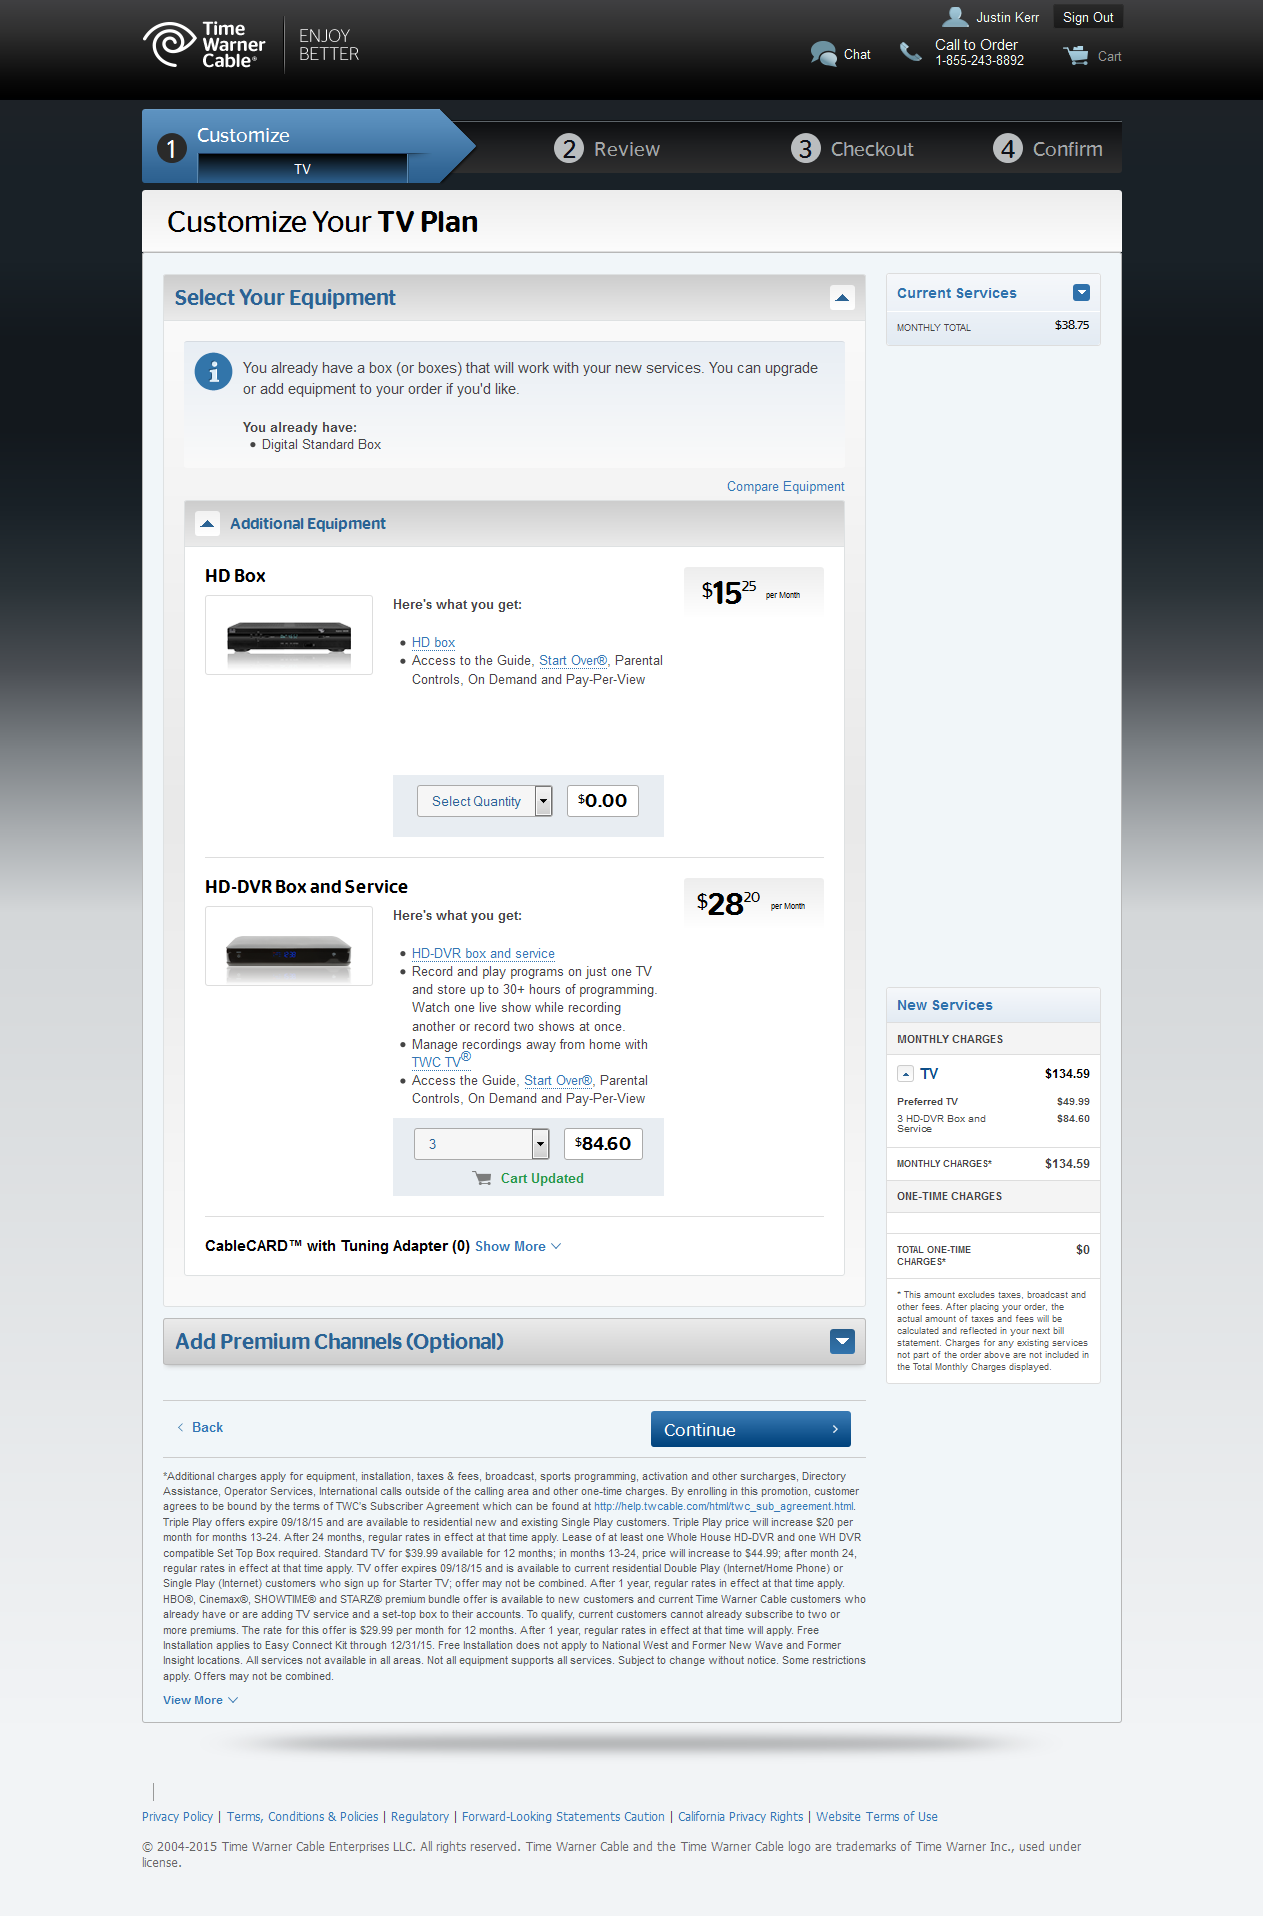 Time
Warner
Cable®
ENJOY
BETTER
Justin Kerr
Sign Out
Chat
Call to Order
1-855-243-8892
Cart
1
Customize
TV
2 Review
3 Checkout
4 Confirm
Customize Your TV Plan
Select Your Equipment
You already have a box (or boxes) that will work with your new services. You can upgrade
or add equipment to your order if you'd like.
You already have:
• Digital Standard Box
Compare Equipment
Additional Equipment
HD Box
$15 25 per Month
Here's what you get:
• HD box
• Access to the Guide, Start Over®, Parental
Controls, On Demand and Pay-Per-View
Select Quantity
$0.00
HD-DVR Box and Service
$28 20 per Month
Here's what you get:
• HD-DVR box and service
• Record and play programs on just one TV
and store up to 30+ hours of programming.
Watch one live show while recording
another or record two shows at once.
• Manage recordings away from home with
TWC TV®
• Access the Guide, Start Over®, Parental
Controls, On Demand and Pay-Per-View
3
$84.60
Cart Updated
CableCARD™ with Tuning Adapter (0) Show More
Add Premium Channels (Optional)
Back
Continue
Current Services
MONTHLY TOTAL $38.75
New Services
MONTHLY CHARGES
TV $134.59
Preferred TV $49.99
3 HD-DVR Box and $84.60
Service
MONTHLY CHARGES* $134.59
ONE-TIME CHARGES
TOTAL ONE-TIME $0
CHARGES*
* This amount excludes taxes, broadcast and
other fees. After placing your order, the
actual amount of taxes and fees will be
calculated and reflected in your next bill
statement. Charges for any existing services
not part of the order above are not included in
the Total Monthly Charges displayed.
*Additional charges apply for equipment, installation, taxes & fees, broadcast, sports programming, activation and other surcharges, Directory
Assistance, Operator Services, International calls outside of the calling area and other one-time charges. By enrolling in this promotion, customer
agrees to be bound by the terms of TWC's Subscriber Agreement which can be found at http://help.twcable.com/html/twc_sub_agreement.html.
Triple Play offers expire 09/18/15 and are available to residential new and existing Single Play customers. Triple Play price will increase $20 per
month for months 13-24. After 24 months, regular rates in effect at that time apply. Lease of at least one Whole House HD-DVR and one WH DVR
compatible Set Top Box required. Standard TV for $39.99 available for 12 months; in months 13-24, price will increase to $44.99; after month 24,
regular rates in effect at that time apply. TV offer expires 09/18/15 and is available to current residential Double Play (Internet/Home Phone) or
Single Play (Internet) customers who sign up for Starter TV; offer may not be combined. After 1 year, regular rates in effect at that time apply.
HBO®, Cinemax®, SHOWTIME® and STARZ® premium bundle offer is available to new customers and current Time Warner Cable customers who
already have or are adding TV service and a set-top box to their accounts. To qualify, current customers cannot already subscribe to two or
more premiums. The rate for this offer is $29.99 per month for 12 months. After 1 year, regular rates in effect at that time will apply. Free
Installation applies to Easy Connect Kit through 12/31/15. Free Installation does not apply to National West and Former New Wave and Former
Insight locations. All services not available in all areas. Not all equipment supports all services. Subject to change without notice. Some restrictions
apply. Offers may not be combined.
View More
Privacy Policy | Terms, Conditions & Policies | Regulatory | Forward-Looking Statements Caution | California Privacy Rights | Website Terms of Use
© 2004-2015 Time Warner Cable Enterprises LLC. All rights reserved. Time Warner Cable and the Time Warner Cable logo are trademarks of Time Warner Inc., used under
license.